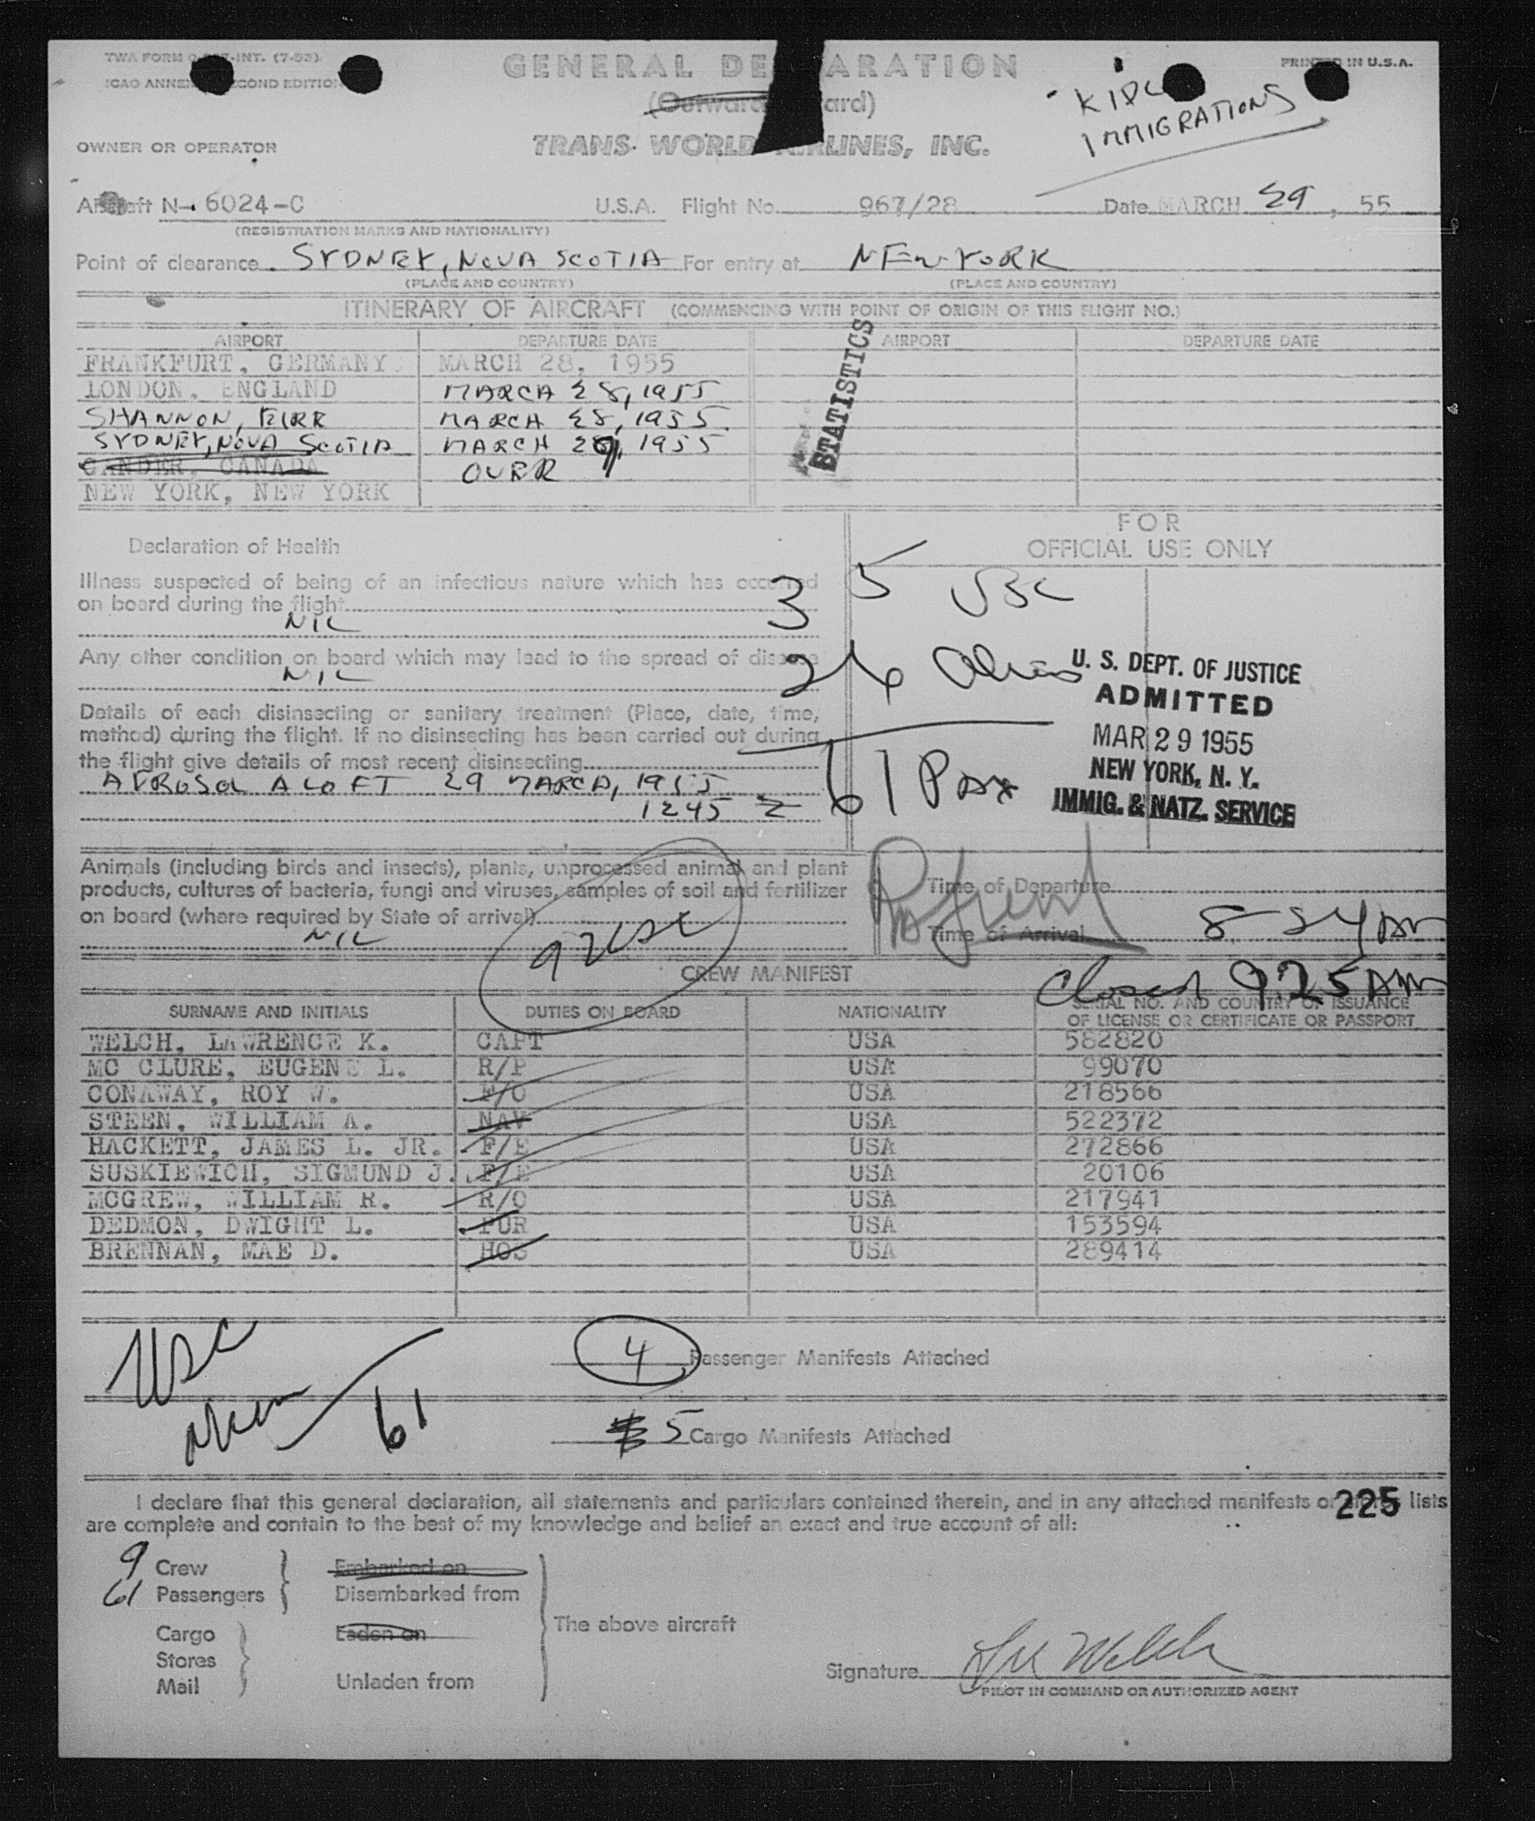 GENERAL DE ARATION
PRINTED IN U.S.A.
KIDL
IMMIGRATIONS
TRANS WORLD AIRLINES, INC.
OWNER OR OPERATOR
Aircraft N-6024-C U.S.A. Flight No. 967/28 Date MARCH 29, 55
(REGISTRATION MARKS AND NATIONALITY)
Point of clearance SYDNEY, NOVA SCOTIA For entry at NEW YORK
(PLACE AND COUNTRY) (PLACE AND COUNTRY)
ITINERARY OF AIRCRAFT (COMMENCING WITH POINT OF ORIGIN OF THIS FLIGHT NO.)
AIRPORT DEPARTURE DATE AIRPORT DEPARTURE DATE
FRANKFURT, GERMANY. MARCH 28, 1955
LONDON, ENGLAND MARCH 28, 1955
SHANNON, EIRE MARCH 28, 1955
SYDNEY, NOVA SCOTIA MARCH 29, 1955
GANDER, CANADA OVER
NEW YORK, NEW YORK
STATISTICS
FOR
OFFICIAL USE ONLY
Declaration of Health
Illness suspected of being of an infectious nature which has occurred
on board during the flight
NIL
Any other condition on board which may lead to the spread of disease
NIL
Details of each disinsecting or sanitary treatment (Place, date, time,
method) during the flight. If no disinsecting has been carried out during
the flight give details of most recent disinsecting
AEROSOL ALOFT 29 MARCH, 1955
1245 Z
35 USC
26 Aliens
61 Pax
U. S. DEPT. OF JUSTICE
ADMITTED
MAR 29 1955
NEW YORK, N. Y.
IMMIG. & NATZ. SERVICE
Animals (including birds and insects), plants, unprocessed animal and plant
products, cultures of bacteria, fungi and viruses, samples of soil and fertilizer
on board (where required by State of arrival)
NIL
9 USC
Time of Departure
Time of Arrival 8 24 AM
Closed 925 AM
CREW MANIFEST
SURNAME AND INITIALS DUTIES ON BOARD NATIONALITY SERIAL NO. AND COUNTRY OF ISSUANCE
OF LICENSE OR CERTIFICATE OR PASSPORT
WELCH, LAWRENCE K. CAPT USA 582820
MC CLURE, EUGENE L. R/P USA 99070
CONAWAY, ROY W. F/O USA 218566
STEEN, WILLIAM A. NAV USA 522372
HACKETT, JAMES L. JR. F/E USA 272866
SUSKIEWICH, SIGMUND J. F/E USA 20106
MCGREW, WILLIAM R. R/O USA 217941
DEDMON, DWIGHT L. PUR USA 153594
BRENNAN, MAE D. HOS USA 289414
USC
61
4 Passenger Manifests Attached
5 Cargo Manifests Attached
I declare that this general declaration, all statements and particulars contained therein, and in any attached manifests or lists
225
are complete and contain to the best of my knowledge and belief an exact and true account of all:
9 Crew Embarked on
61 Passengers Disembarked from
The above aircraft
Cargo Laden on
Stores
Mail Unladen from
Signature
PILOT IN COMMAND OR AUTHORIZED AGENT